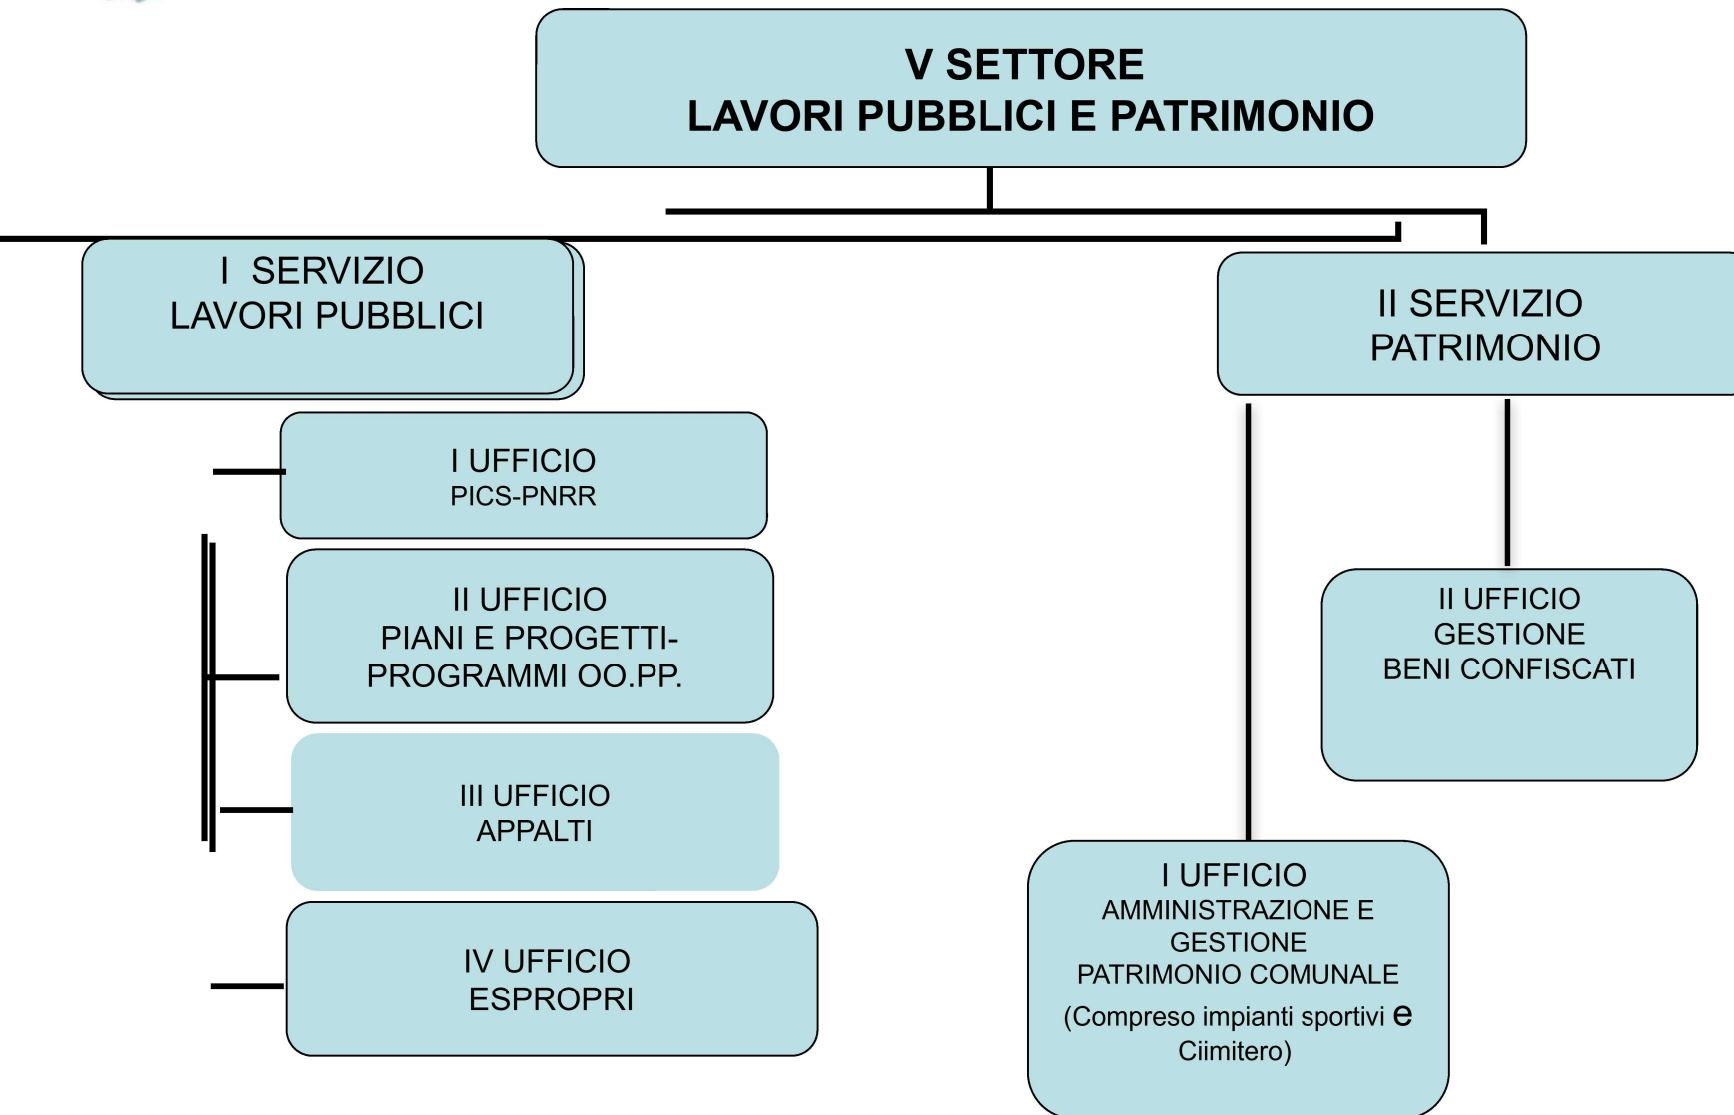 V SETTORE
LAVORI PUBBLICI E PATRIMONIO
I SERVIZIO
LAVORI PUBBLICI
II SERVIZIO
PATRIMONIO
I UFFICIO
PICS-PNRR
II UFFICIO
PIANI E PROGETTI-
PROGRAMMI OO.PP.
III UFFICIO
APPALTI
IV UFFICIO
ESPROPRI
II UFFICIO
GESTIONE
BENI CONFISCATI
I UFFICIO
AMMINISTRAZIONE E
GESTIONE
PATRIMONIO COMUNALE
(Compreso impianti sportivi e
Ciimitero)